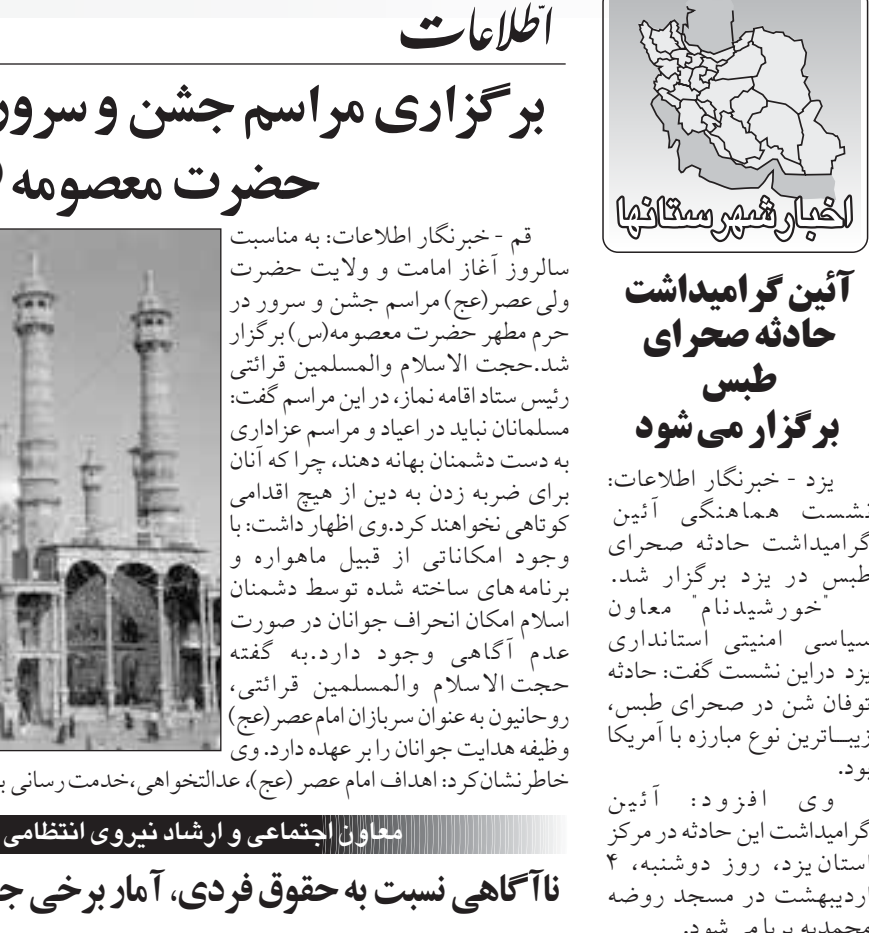 اخبار شهرستانها
آئین گرامیداشت
حادثه صحرای
طبس
برگزار می‌شود
یزد - خبرنگار اطلاعات:
نشست هماهنگی آئین
گرامیداشت حادثه صحرای
طبس در یزد برگزار شد.
"خورشیدنام" معاون
سیاسی امنیتی استانداری
یزد دراین نشست گفت: حادثه
توفان شن در صحرای طبس،
زیباترین نوع مبارزه با آمریکا
بود.
وی افزود: آئین
گرامیداشت این حادثه در مرکز
استان یزد، روز دوشنبه، ۴
اردیبهشت در مسجد روضه
محمدیه برپا می‌شود.
اطلاعات
برگزاری مراسم جشن و سرور
حضرت معصومه
قم - خبرنگار اطلاعات: به مناسبت
سالروز آغاز امامت و ولایت حضرت
ولی عصر(عج) مراسم جشن و سرور در
حرم مطهر حضرت معصومه(س) برگزار
شد.حجت الاسلام والمسلمین قرائتی
رئیس ستاد اقامه نماز، در این مراسم گفت:
مسلمانان نباید در اعیاد و مراسم عزاداری
به دست دشمنان بهانه دهند، چرا که آنان
برای ضربه زدن به دین از هیچ اقدامی
کوتاهی نخواهند کرد.وی اظهار داشت: با
وجود امکاناتی از قبیل ماهواره و
برنامه های ساخته شده توسط دشمنان
اسلام امکان انحراف جوانان در صورت
عدم آگاهی وجود دارد.به گفته
حجت الاسلام والمسلمین قرائتی،
روحانیون به عنوان سربازان امام عصر(عج)
وظیفه هدایت جوانان را بر عهده دارد. وی
خاطرنشان کرد: اهداف امام عصر (عج)، عدالتخواهی،خدمت رسانی
معاون اجتماعی و ارشاد نیروی انتظامی
ناآگاهی نسبت به حقوق فردی، آمار برخی